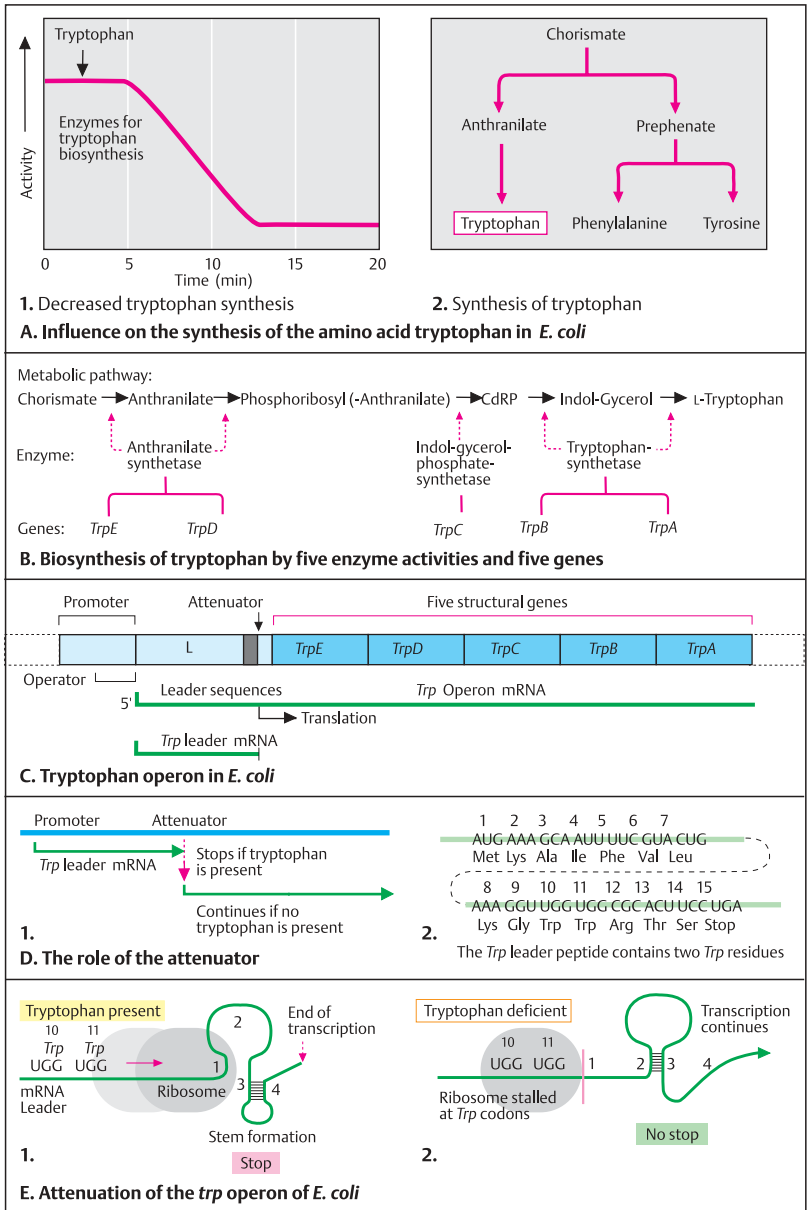 Tryptophan
Enzymes for
tryptophan
biosynthesis
Activity
0 5 10 15 20
Time (min)
1. Decreased tryptophan synthesis
Chorismate
Anthranilate Prephenate
Tryptophan Phenylalanine Tyrosine
2. Synthesis of tryptophan
A. Influence on the synthesis of the amino acid tryptophan in E. coli
Metabolic pathway:
Chorismate Anthranilate Phosphoribosyl (-Anthranilate) CdRP Indol-Gycerol L-Tryptophan
Enzyme:
Anthranilate
synthetase
Indol-gycerol-
phosphate-
synthetase
Tryptophan-
synthetase
Genes: TrpE TrpD TrpC TrpB TrpA
B. Biosynthesis of tryptophan by five enzyme activities and five genes
Promoter Attenuator Five structural genes
L TrpE TrpD TrpC TrpB TrpA
Operator
5' Leader sequences Trp Operon mRNA
Translation
Trp leader mRNA
C. Tryptophan operon in E. coli
Promoter Attenuator
Trp leader mRNA
Stops if tryptophan
is present
Continues if no
tryptophan is present
1.
1 2 3 4 5 6 7
AUG AAA GCA AUU UUC GUA CUG
Met Lys Ala Ile Phe Val Leu
8 9 10 11 12 13 14 15
AAA GGU UGG UGG CGC ACU UCC UGA
Lys Gly Trp Trp Arg Thr Ser Stop
2.
The Trp leader peptide contains two Trp residues
D. The role of the attenuator
Tryptophan present
10 11
Trp Trp
UGG UGG
mRNA
Leader
Ribosome
1
2
3
4
End of
transcription
Stem formation
Stop
1.
Tryptophan deficient
10 11
UGG UGG
1 2 3 4
Ribosome stalled
at Trp codons
Transcription
continues
No stop
2.
E. Attenuation of the trp operon of E. coli